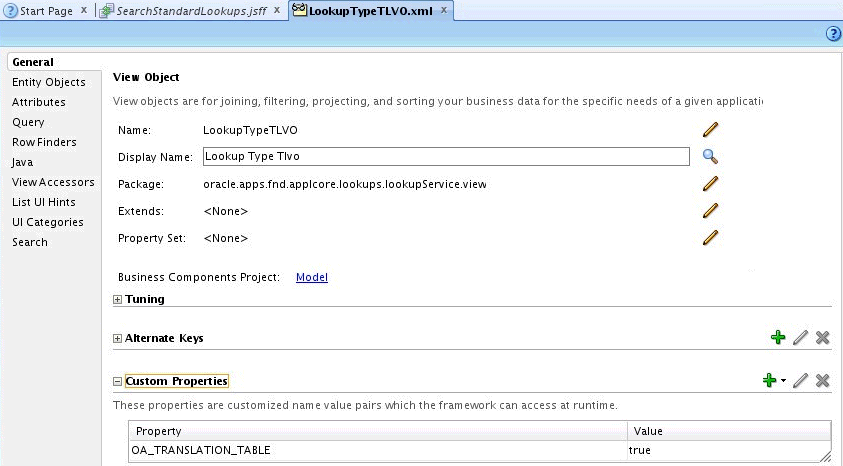 Start Page x SearchStandardLookups.jsff x LookupTypeTLVO.xml x
General
Entity Objects
Attributes
Query
Row Finders
Java
View Accessors
List UI Hints
UI Categories
Search
View Object
View objects are for joining, filtering, projecting, and sorting your business data for the specific needs of a given applicati
Name: LookupTypeTLVO
Display Name: Lookup Type Tlvo
Package: oracle.apps.fnd.applcore.lookups.lookupService.view
Extends: <None>
Property Set: <None>
Business Components Project: Model
Tuning
Alternate Keys
Custom Properties
These properties are customized name value pairs which the framework can access at runtime.
Property Value
OA_TRANSLATION_TABLE true